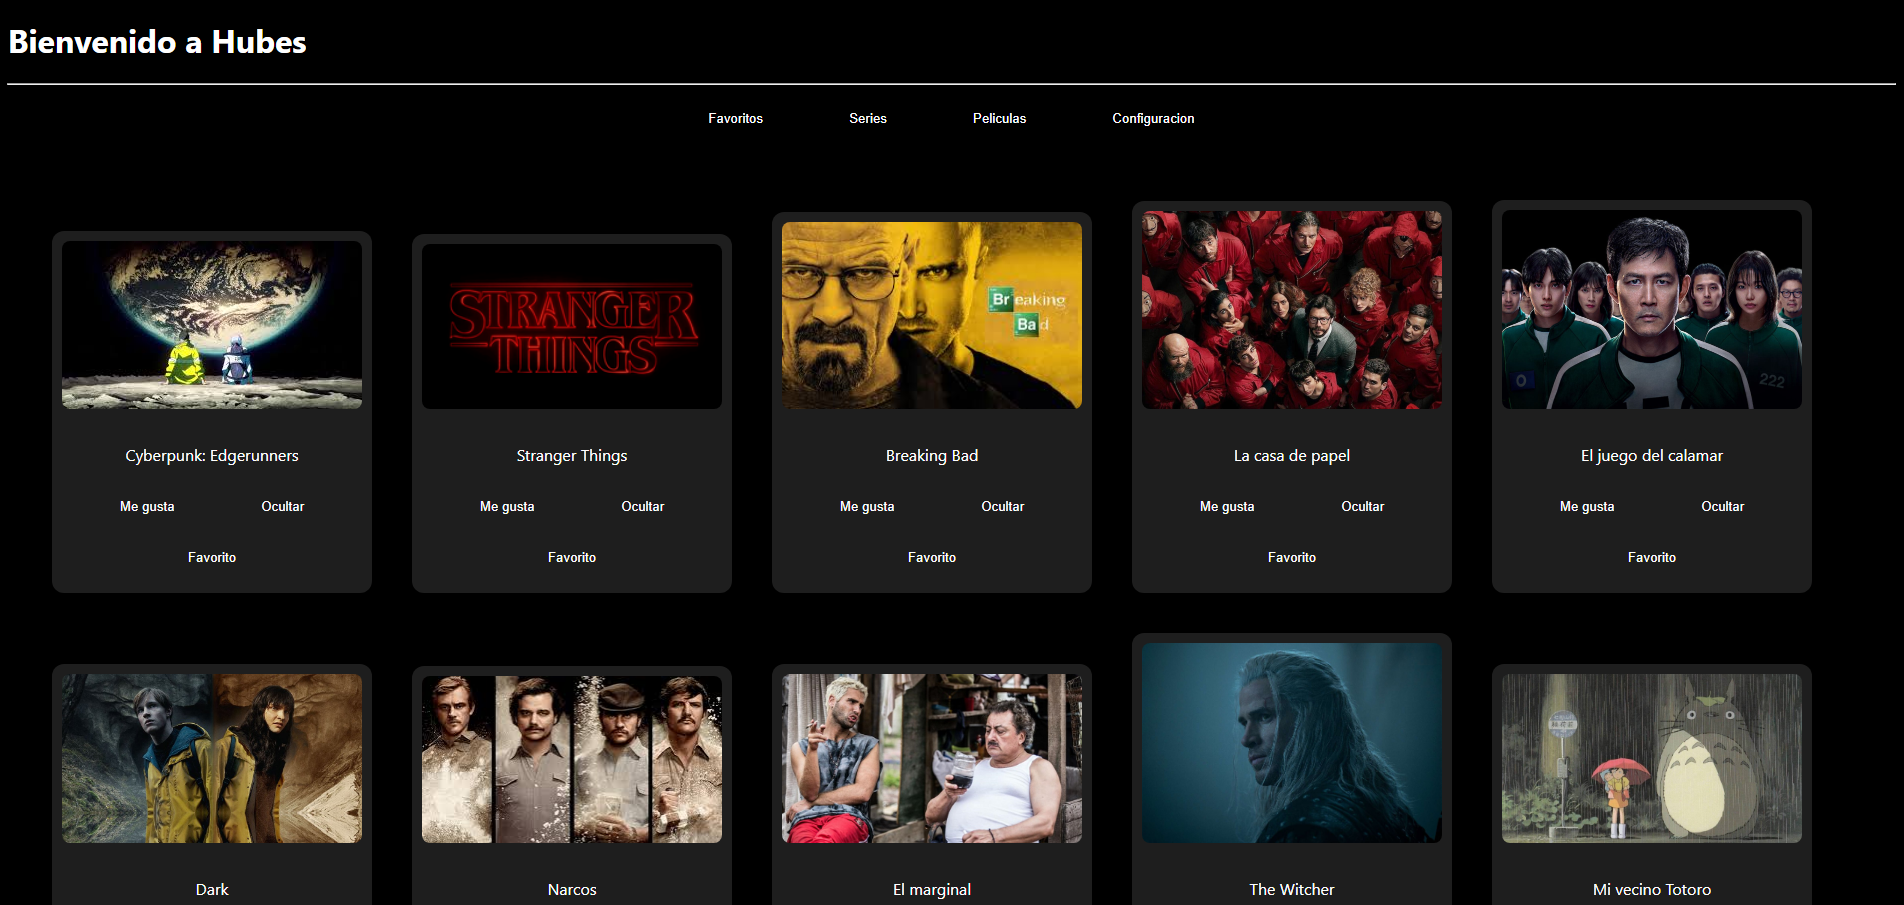 Bienvenido a Hubes
Favoritos Series Peliculas Configuracion
STRANGER
THINGS
Breaking
Bad
0
222
Cyberpunk: Edgerunners
Stranger Things
Breaking Bad
La casa de papel
El juego del calamar
Me gusta Ocultar
Me gusta Ocultar
Me gusta Ocultar
Me gusta Ocultar
Me gusta Ocultar
Favorito
Favorito
Favorito
Favorito
Favorito
Dark
Narcos
El marginal
The Witcher
Mi vecino Totoro